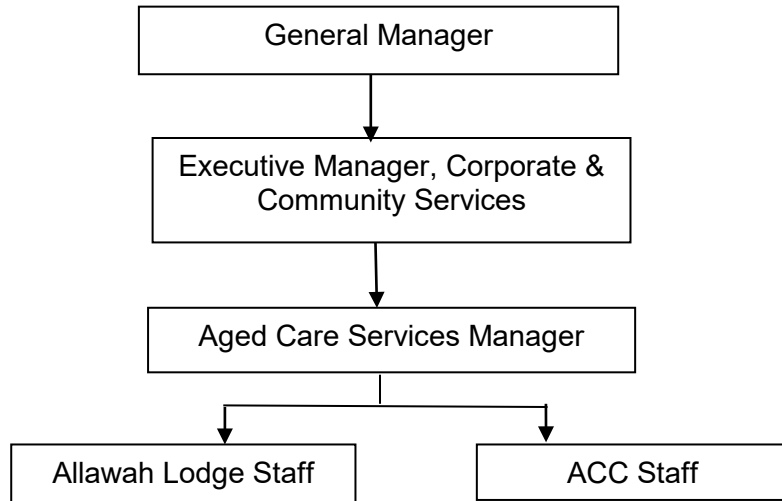 General Manager
Executive Manager, Corporate &
Community Services
Aged Care Services Manager
Allawah Lodge Staff
ACC Staff